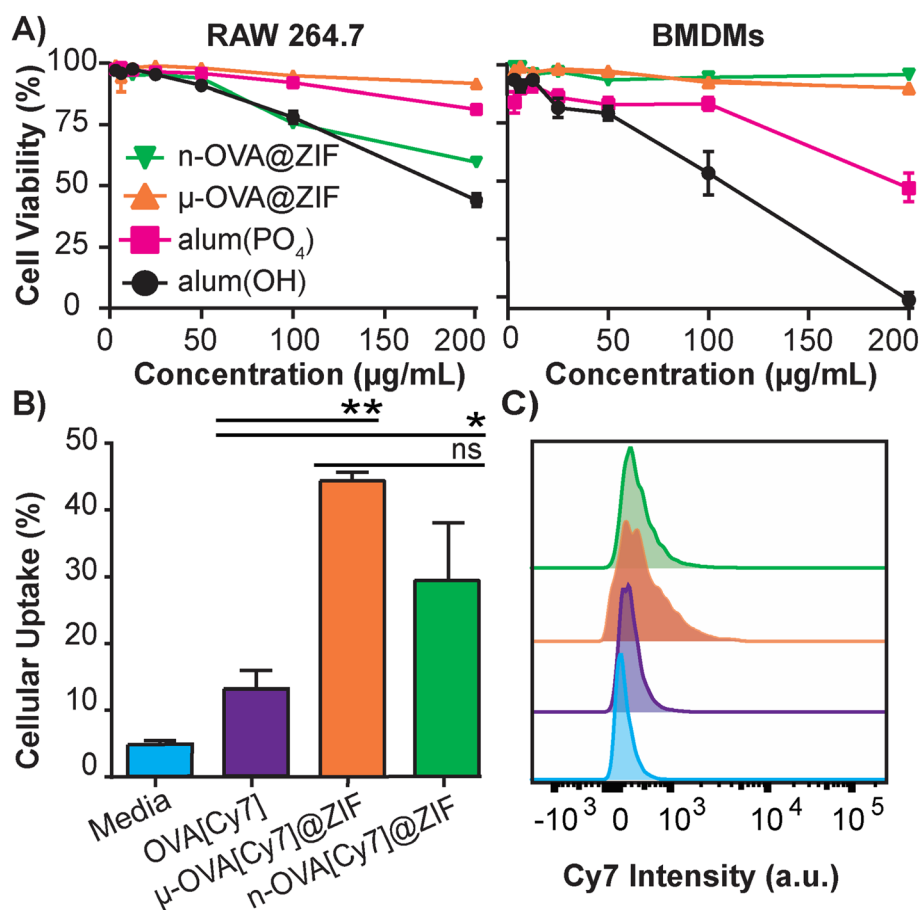 A)
RAW 264.7
BMDMs
Cell Viability (%)
100
75
50
25
0
n-OVA@ZIF
μ-OVA@ZIF
alum(PO4)
alum(OH)
0 50 100 150 200
0 50 100 200
Concentration (μg/mL)
Concentration (μg/mL)
B)
**
*
ns
Cellular Uptake (%)
50
40
30
20
10
0
Media
OVA[Cy7]
μ-OVA[Cy7]@ZIF
n-OVA[Cy7]@ZIF
C)
-10³ 0 10³ 10⁴ 10⁵
Cy7 Intensity (a.u.)